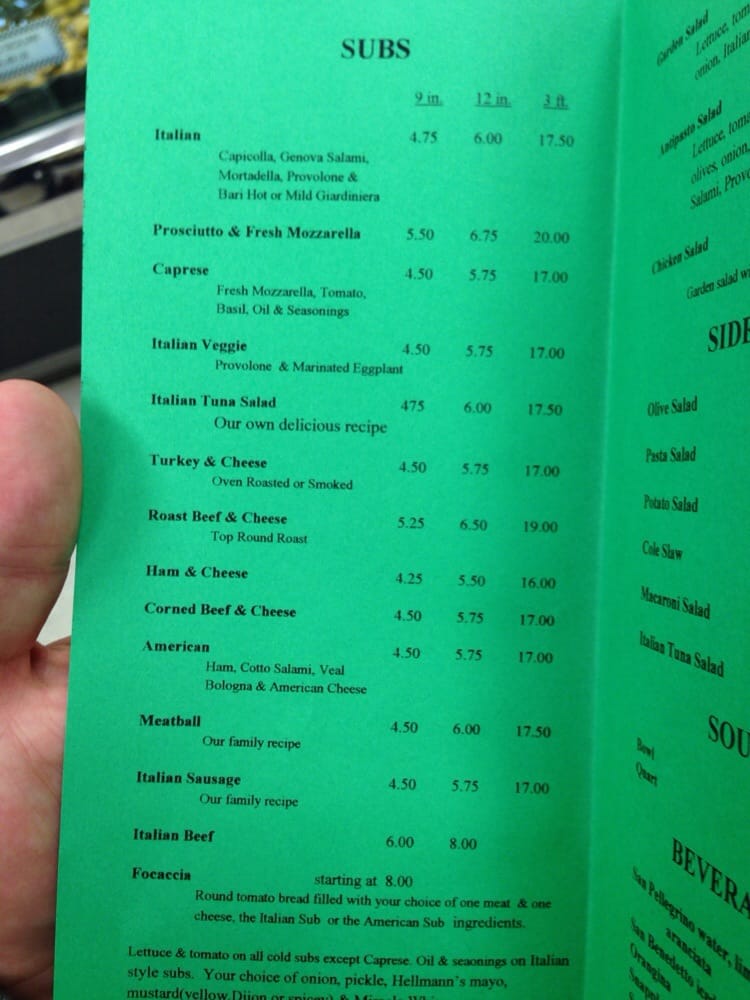 SUBS
9 in. 12 in. 3 ft.
Italian 4.75 6.00 17.50
Capicolla, Genova Salami,
Mortadella, Provolone &
Bari Hot or Mild Giardiniera
Prosciutto & Fresh Mozzarella 5.50 6.75 20.00
Caprese 4.50 5.75 17.00
Fresh Mozzarella, Tomato,
Basil, Oil & Seasonings
Italian Veggie 4.50 5.75 17.00
Provolone & Marinated Eggplant
Italian Tuna Salad 475 6.00 17.50
Our own delicious recipe
Turkey & Cheese 4.50 5.75 17.00
Oven Roasted or Smoked
Roast Beef & Cheese 5.25 6.50 19.00
Top Round Roast
Ham & Cheese 4.25 5.50 16.00
Corned Beef & Cheese 4.50 5.75 17.00
American 4.50 5.75 17.00
Ham, Cotto Salami, Veal
Bologna & American Cheese
Meatball 4.50 6.00 17.50
Our family recipe
Italian Sausage 4.50 5.75 17.00
Our family recipe
Italian Beef 6.00 8.00
Focaccia starting at 8.00
Round tomato bread filled with your choice of one meat & one
cheese, the Italian Sub or the American Sub ingredients.
Lettuce & tomato on all cold subs except Caprese. Oil & seaonings on Italian
style subs. Your choice of onion, pickle, Hellmann's mayo,
mustard(yellow,Dijon or spicey) &
Garden Salad
Lettuce, tom
onion, Italian
Antipasto Salad
Lettuce, toma
olives, onion,
Salami, Provo
Chicken Salad
Garden salad w
SIDE
Olive Salad
Pasta Salad
Potato Salad
Cole Slaw
Macaroni Salad
Italian Tuna Salad
SOU
Bowl
Quart
BEVERA
San Pellegrino water, lim
aranciata
San Benedetto
Orangina